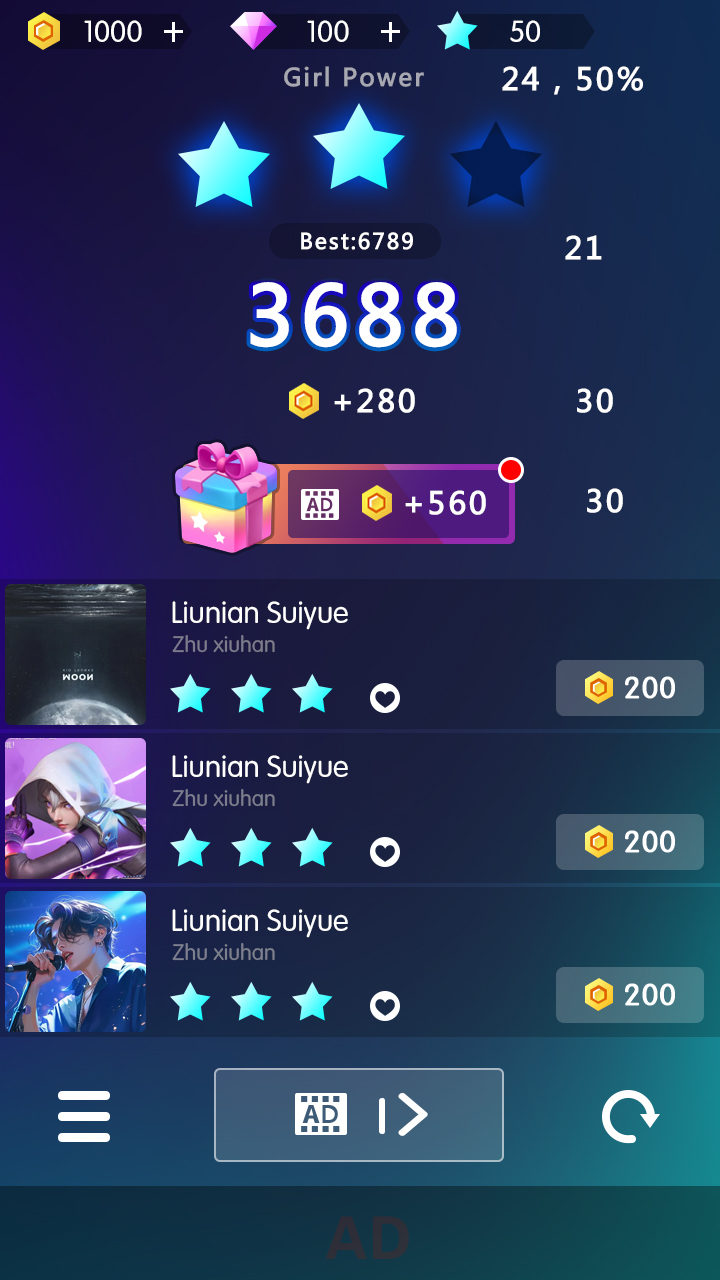 1000 + 100 + 50
Girl Power 24 , 50%
Best:6789 21
3688
+280 30
AD +560 30
Liunian Suiyue
Zhu xiuhan
200
MOON
Liunian Suiyue
Zhu xiuhan
200
Liunian Suiyue
Zhu xiuhan
200
AD
AD